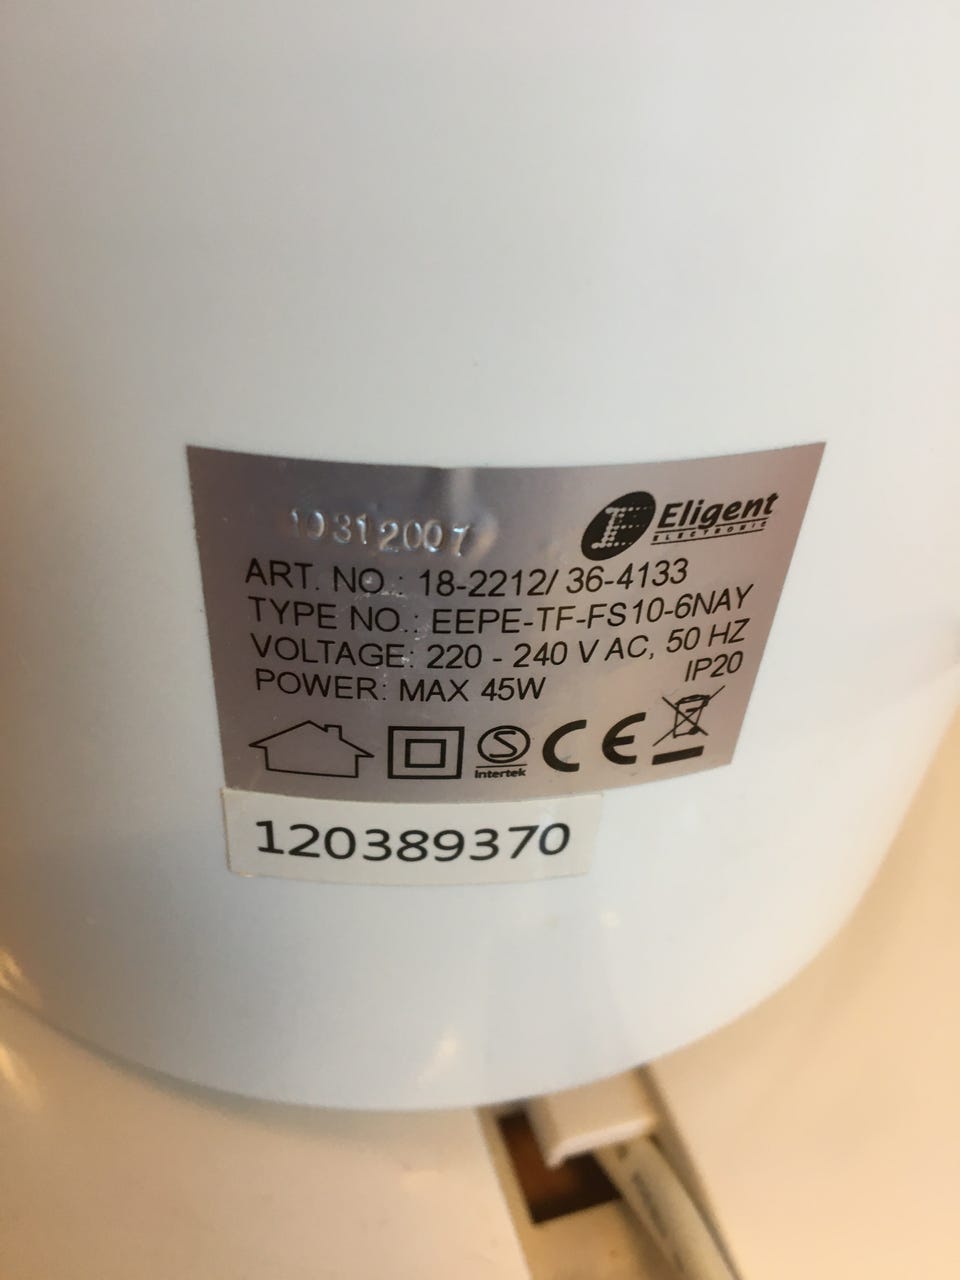 10312007
Eligent
ELECTRONIC
ART. NO.: 18-2212/ 36-4133
TYPE NO.: EEPE-TF-FS10-6NAY
VOLTAGE: 220 - 240 V AC, 50 HZ
POWER: MAX 45W IP20
S
Intertek
CE
120389370